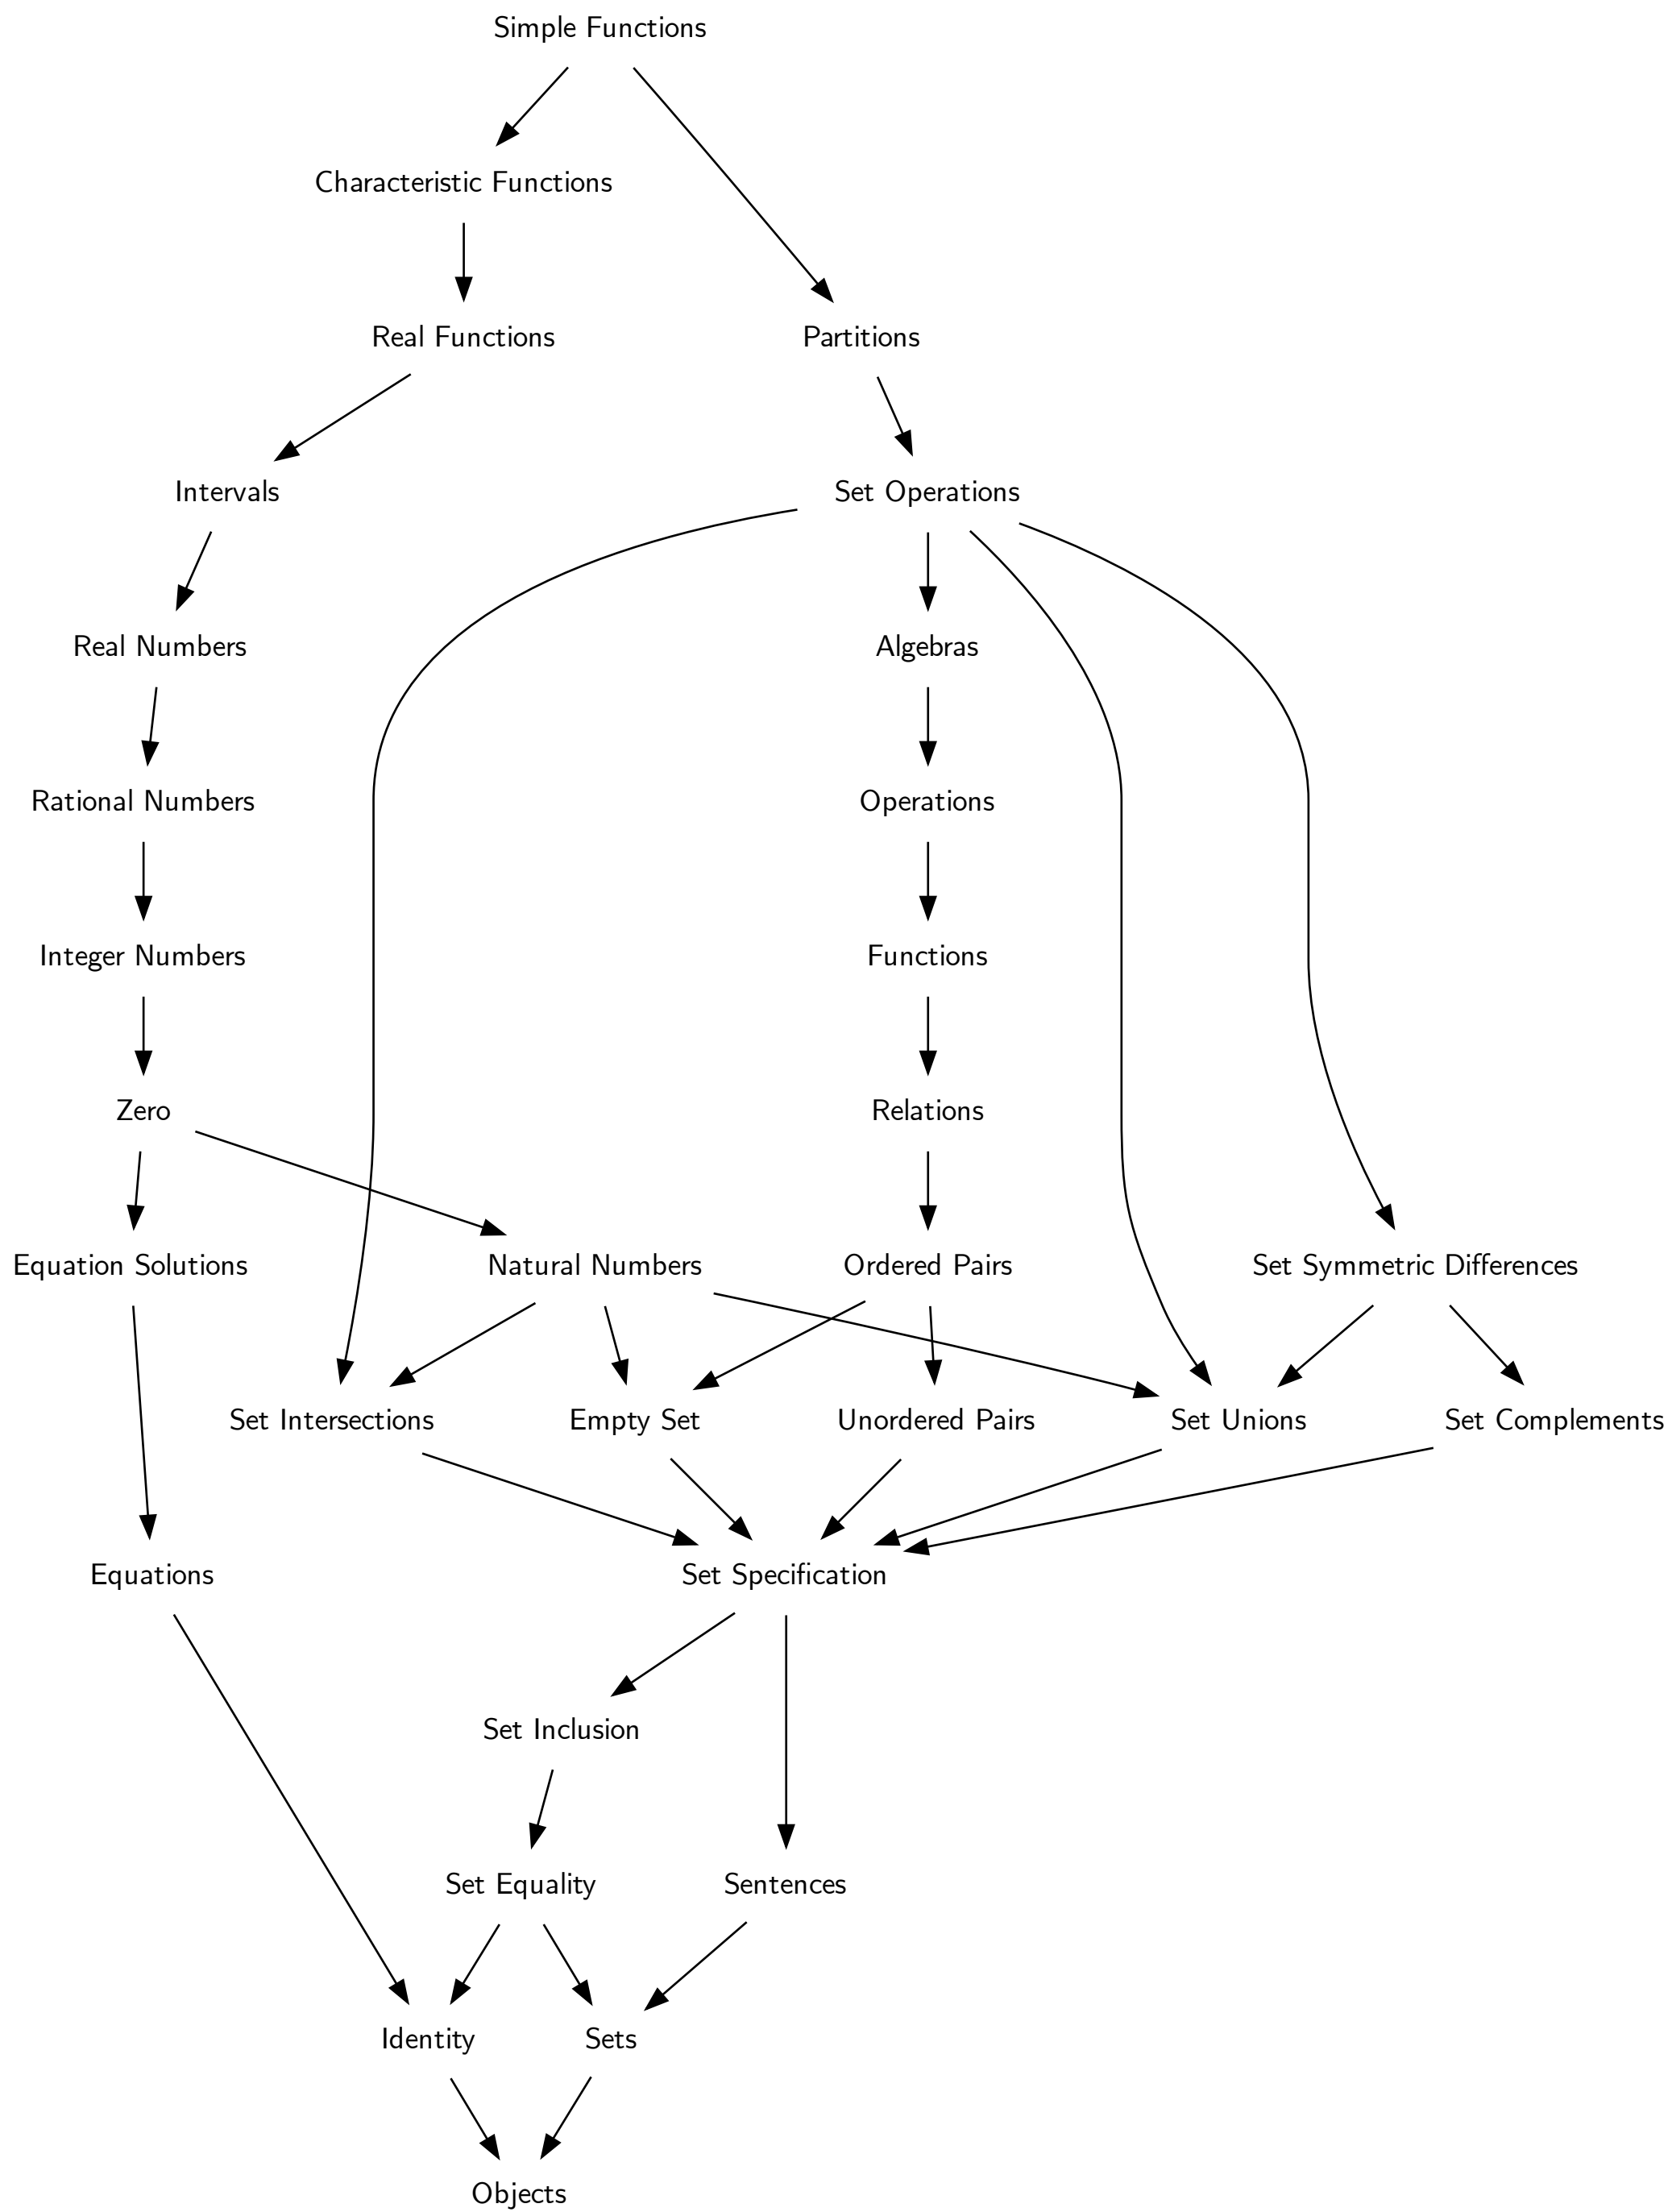 Simple Functions
Characteristic Functions
Real Functions
Partitions
Intervals
Set Operations
Real Numbers
Algebras
Rational Numbers
Operations
Integer Numbers
Functions
Zero
Relations
Equation Solutions
Natural Numbers
Ordered Pairs
Set Symmetric Differences
Set Intersections
Empty Set
Unordered Pairs
Set Unions
Set Complements
Equations
Set Specification
Set Inclusion
Set Equality
Sentences
Identity
Sets
Objects